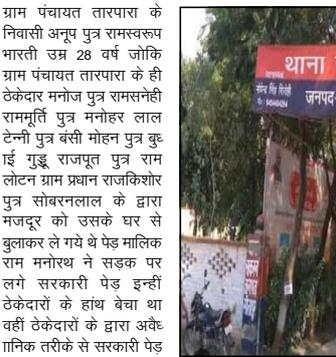 ग्राम पंचायत तारपारा के
निवासी अनूप पुत्र रामस्वरूप
भारती उम्र 28 वर्ष जोकि
ग्राम पंचायत तारपारा के ही
ठेकेदार मनोज पुत्र रामसनेही
राममूर्ति पुत्र मनोहर लाल
टेन्नी पुत्र बंसी मोहन पुत्र बुध
ाई गुड्डू राजपूत पुत्र राम
लोटन ग्राम प्रधान राजकिशोर
पुत्र सोबरनलाल के द्वारा
मजदूर को उसके घर से
बुलाकर ले गये थे पेड़ मालिक
राम मनोरथ ने सड़क पर
लगे सरकारी पेड़ इन्हीं
ठेकेदारों के हांथ बेचा था
वहीं ठेकेदारों के द्वारा अवैध
ानिक तरीके से सरकारी पेड़
थाना
जनपद